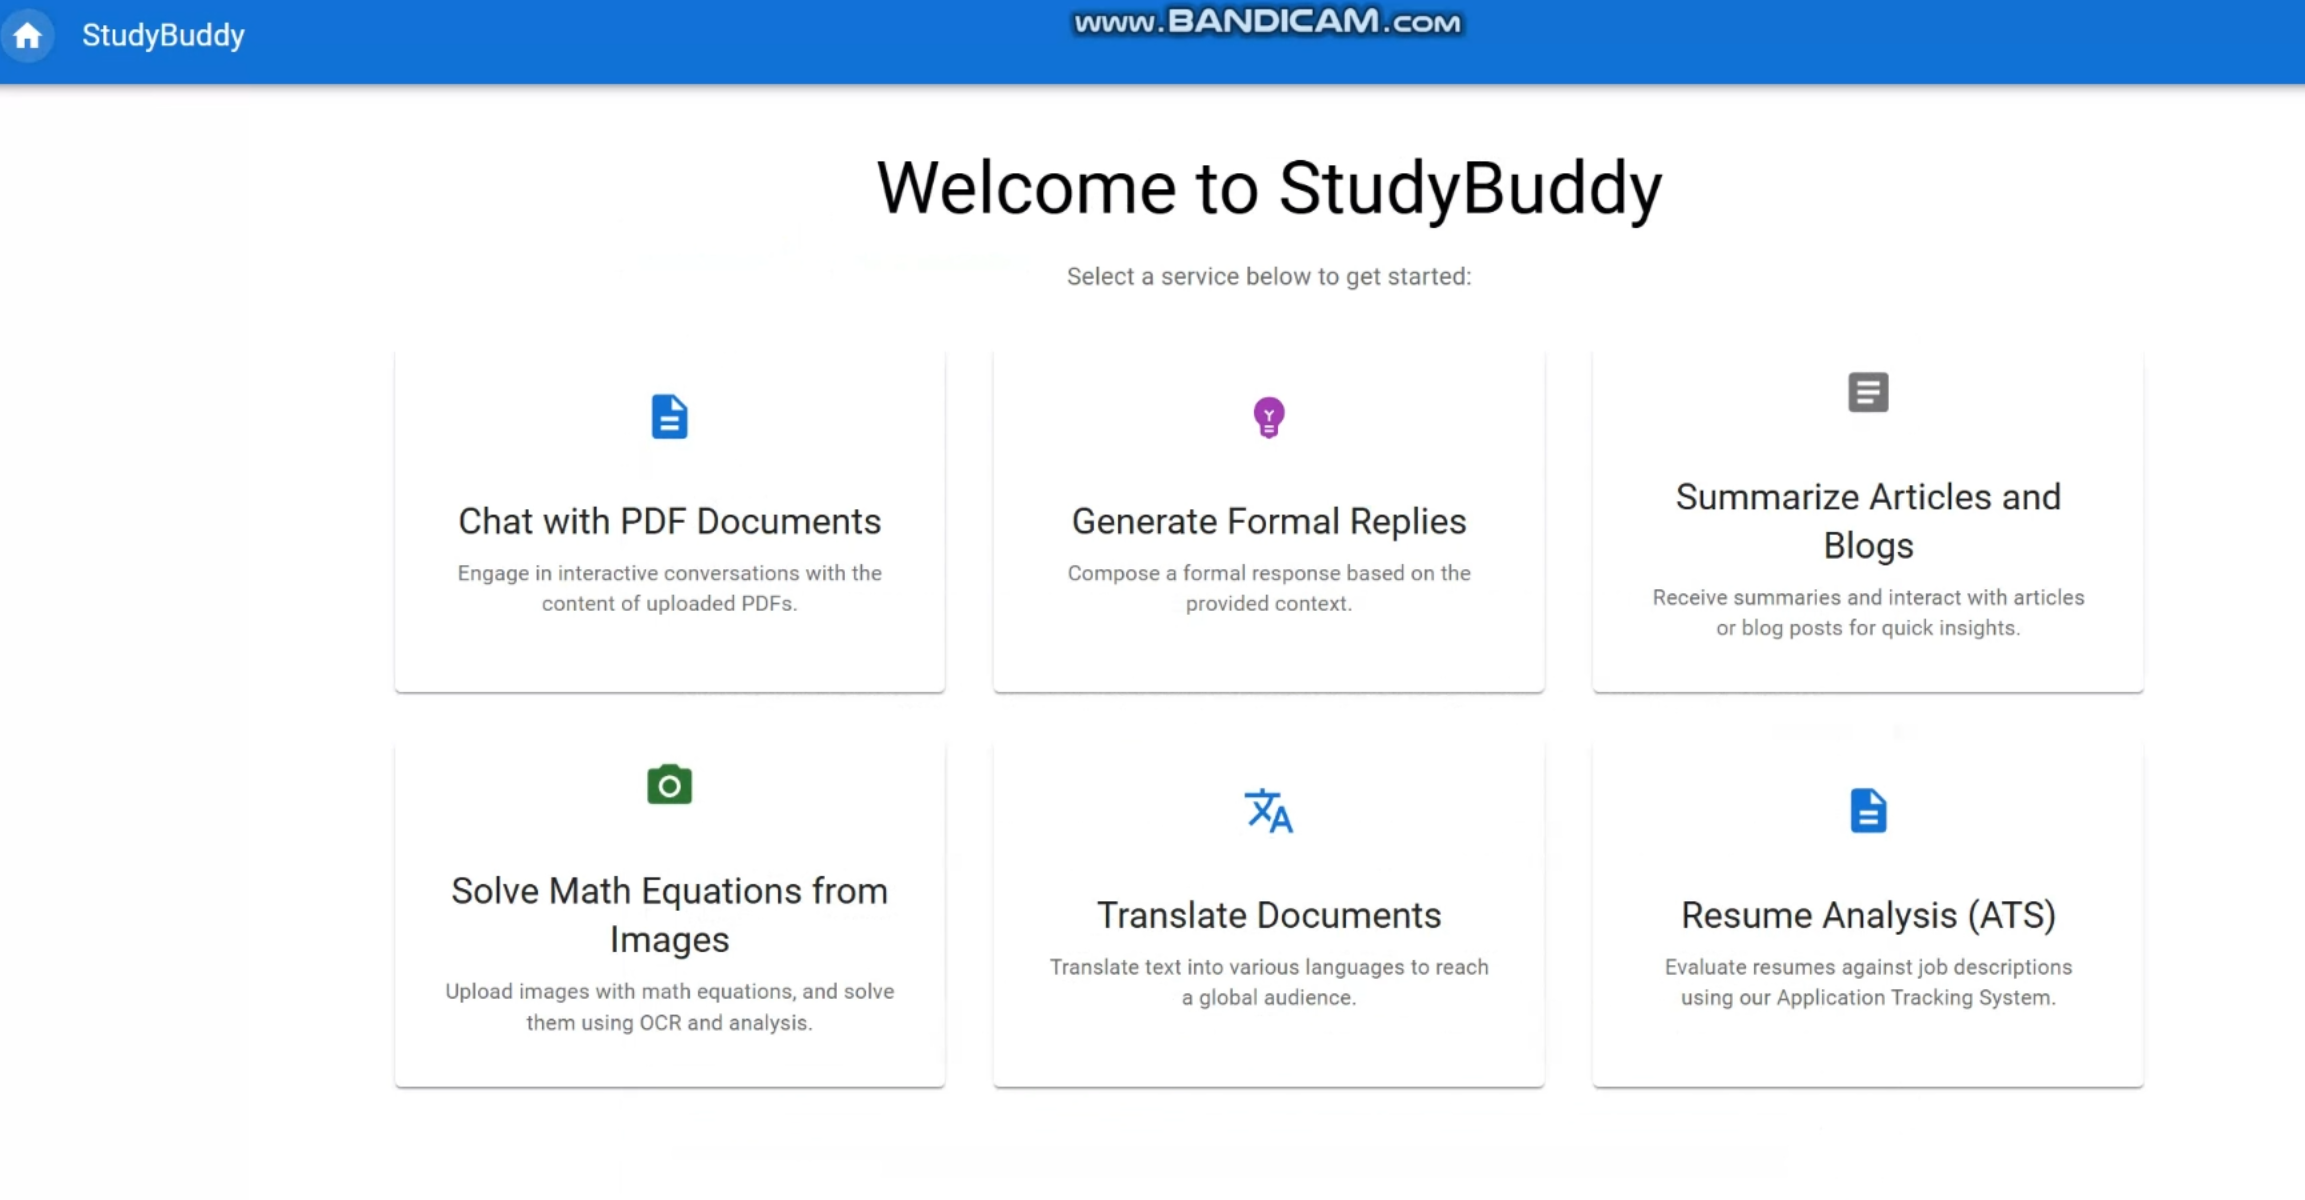 StudyBuddy
www.BANDICAM.com
Welcome to StudyBuddy
Select a service below to get started:
Chat with PDF Documents
Engage in interactive conversations with the
content of uploaded PDFs.
Generate Formal Replies
Compose a formal response based on the
provided context.
Summarize Articles and
Blogs
Receive summaries and interact with articles
or blog posts for quick insights.
Solve Math Equations from
Images
Upload images with math equations, and solve
them using OCR and analysis.
Translate Documents
Translate text into various languages to reach
a global audience.
Resume Analysis (ATS)
Evaluate resumes against job descriptions
using our Application Tracking System.